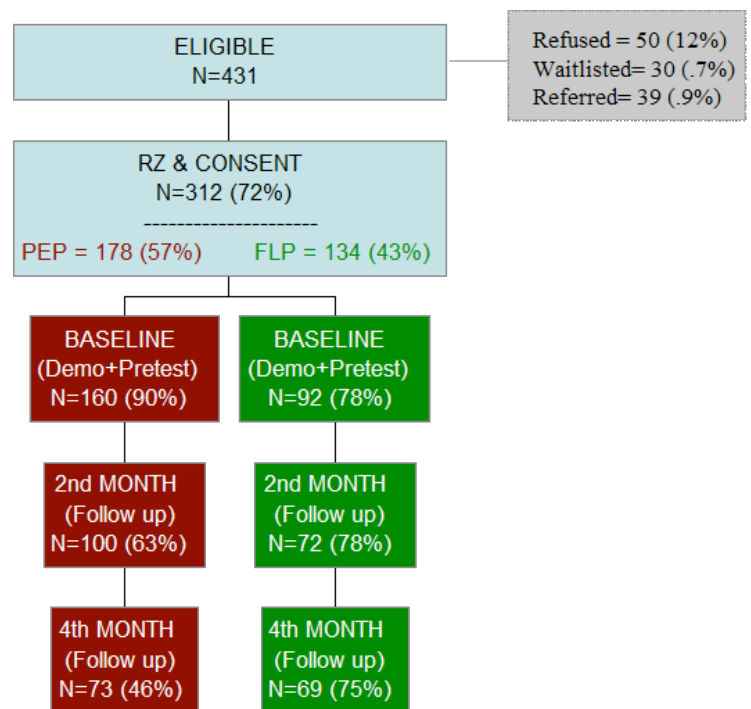 ELIGIBLE
N=431
Refused = 50 (12%)
Waitlisted= 30 (.7%)
Referred= 39 (.9%)
RZ & CONSENT
N=312 (72%)
----------------------
PEP = 178 (57%) FLP = 134 (43%)
BASELINE
(Demo+Pretest)
N=160 (90%)
BASELINE
(Demo+Pretest)
N=92 (78%)
2nd MONTH
(Follow up)
N=100 (63%)
2nd MONTH
(Follow up)
N=72 (78%)
4th MONTH
(Follow up)
N=73 (46%)
4th MONTH
(Follow up)
N=69 (75%)